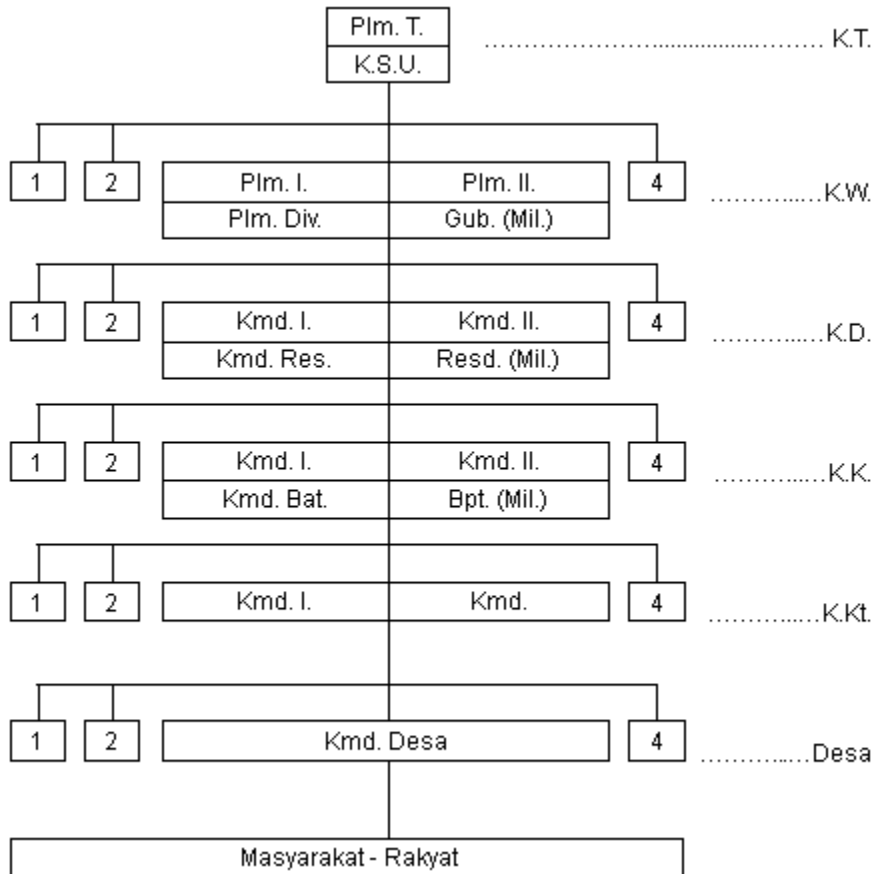 Plm. T.
K.S.U.
………………….................……… K.T.
1 2 Plm. I. Plm. II. 4
Plm. Div. Gub. (Mil.)
………...…K.W.
1 2 Kmd. I. Kmd. II. 4
Kmd. Res. Resd. (Mil.)
………...…K.D.
1 2 Kmd. I. Kmd. II. 4
Kmd. Bat. Bpt. (Mil.)
………...…K.K.
1 2 Kmd. I. Kmd. 4
………...…K.Kt.
1 2 Kmd. Desa 4
………...…Desa
Masyarakat - Rakyat